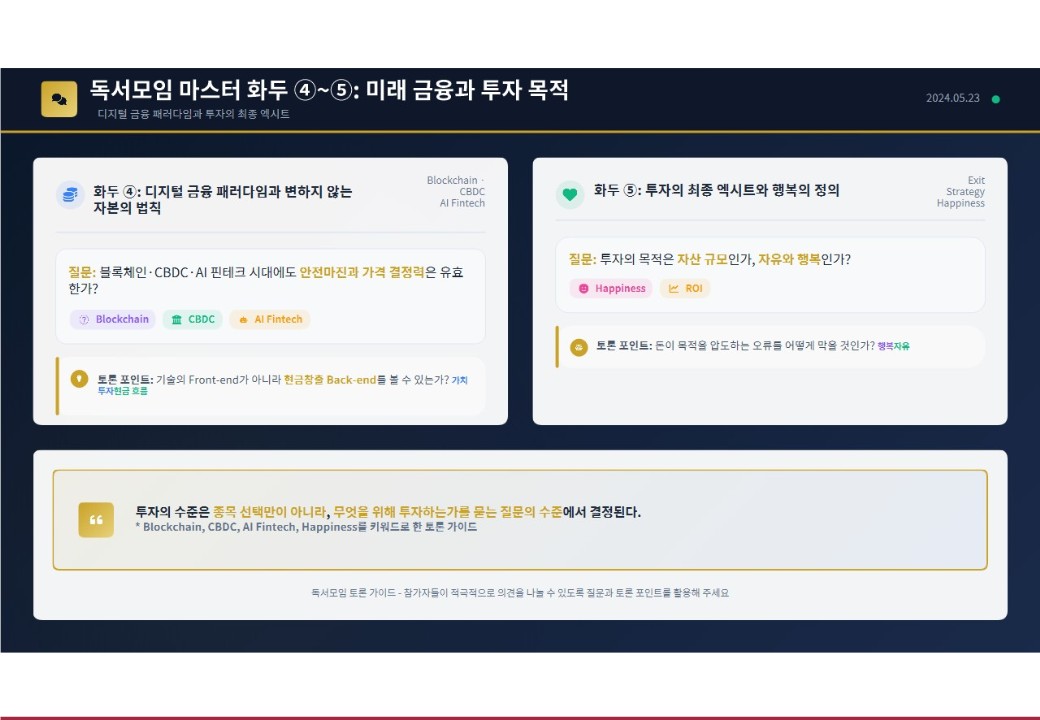 독서모임 마스터 화두 ④~⑤: 미래 금융과 투자 목적
디지털 금융 패러다임과 투자의 최종 엑시트
2024.05.23
화두 ④: 디지털 금융 패러다임과 변하지 않는
자본의 법칙
Blockchain ·
CBDC
AI Fintech
질문: 블록체인·CBDC·AI 핀테크 시대에도 안전마진과 가격 결정력은 유효
한가?
Blockchain
CBDC
AI Fintech
토론 포인트: 기술의 Front-end가 아니라 현금창출 Back-end를 볼 수 있는가? 가치
투자현금 흐름
화두 ⑤: 투자의 최종 엑시트와 행복의 정의
Exit
Strategy
Happiness
질문: 투자의 목적은 자산 규모인가, 자유와 행복인가?
Happiness
ROI
토론 포인트: 돈이 목적을 압도하는 오류를 어떻게 막을 것인가? 행복자유
투자의 수준은 종목 선택만이 아니라, 무엇을 위해 투자하는가를 묻는 질문의 수준에서 결정된다.
* Blockchain, CBDC, AI Fintech, Happiness를 키워드로 한 토론 가이드
독서모임 토론 가이드 - 참가자들이 적극적으로 의견을 나눌 수 있도록 질문과 토론 포인트를 활용해 주세요